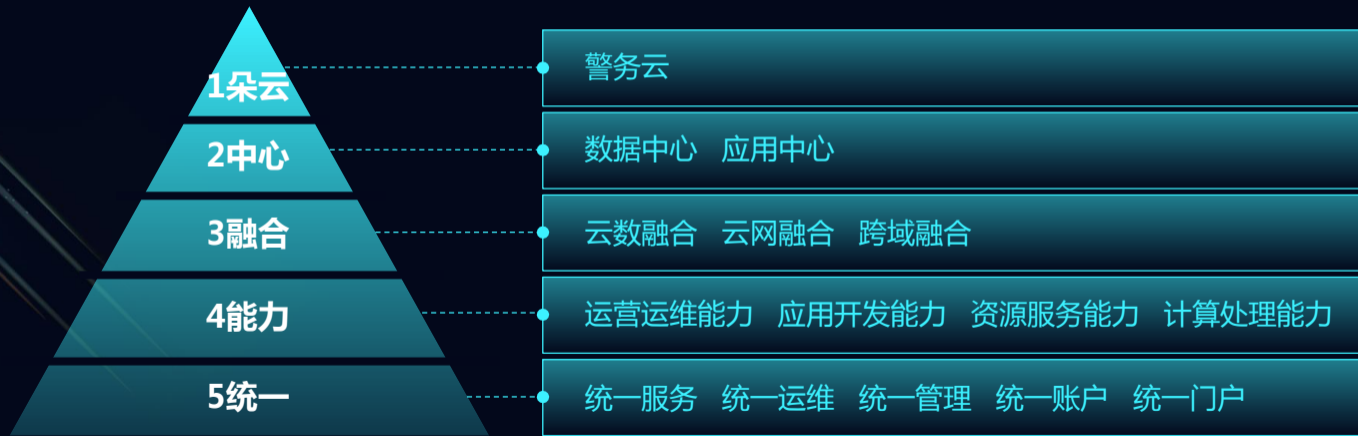 1朵云
警务云
2中心
数据中心 应用中心
3融合
云数融合 云网融合 跨域融合
4能力
运营运维能力 应用开发能力 资源服务能力 计算处理能力
5统一
统一服务 统一运维 统一管理 统一账户 统一门户